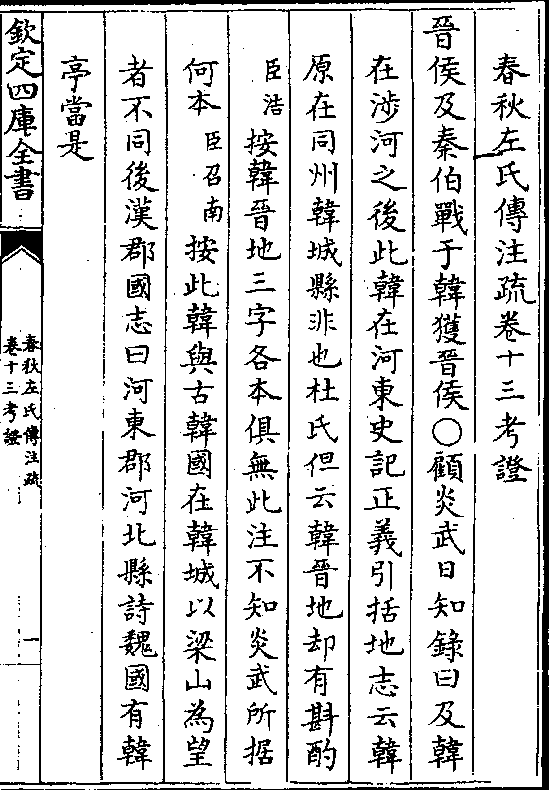 春秋左氏傳注疏卷十三考證
晉侯及秦伯戰于韓獲晉侯○顧炎武日知錄曰及韓
在涉河之後此韓在河東史記正義引括地志云韓
原在同州韓城縣非也杜氏但云韓晉地却有斟酌
臣浩按韓晉地三字各本俱無此注不知炎武所据
何本臣召南按此韓與古韓國在韓城以梁山為望
者不同後漢郡國志曰河東郡河北縣詩魏國有韓
亭當是
欽定四庫全書
春秋左氏傳注疏
卷十三考證
一